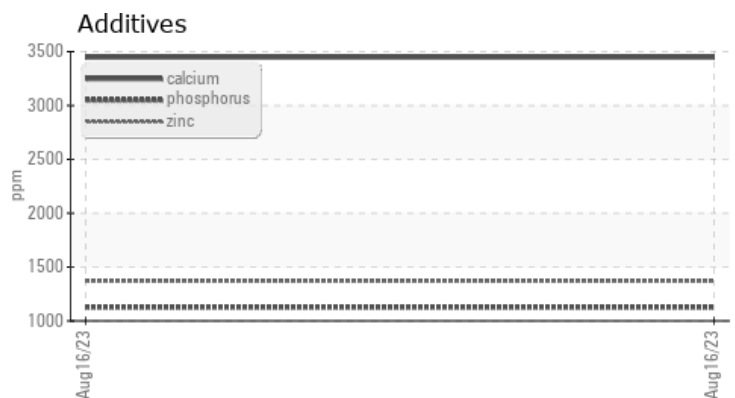 Additives
3500
3000
2500
2000
1500
1000
ppm
calcium
phosphorus
zinc
Aug16/23
Aug16/23